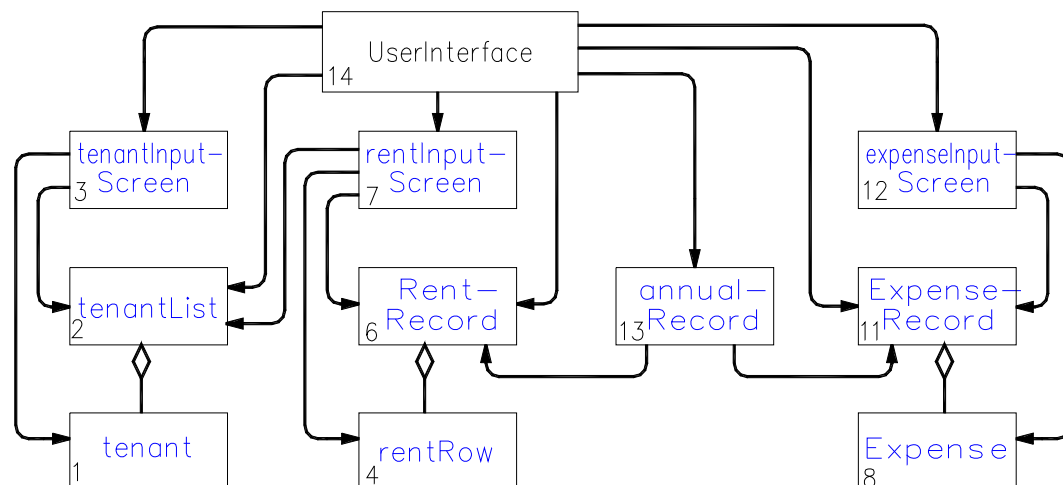 UserInterface
14
tenantInput-
Screen
3
rentInput-
Screen
7
expenseInput-
Screen
12
tenantList
2
Rent-
Record
6
annual-
Record
13
Expense-
Record
11
tenant
1
rentRow
4
Expense
8